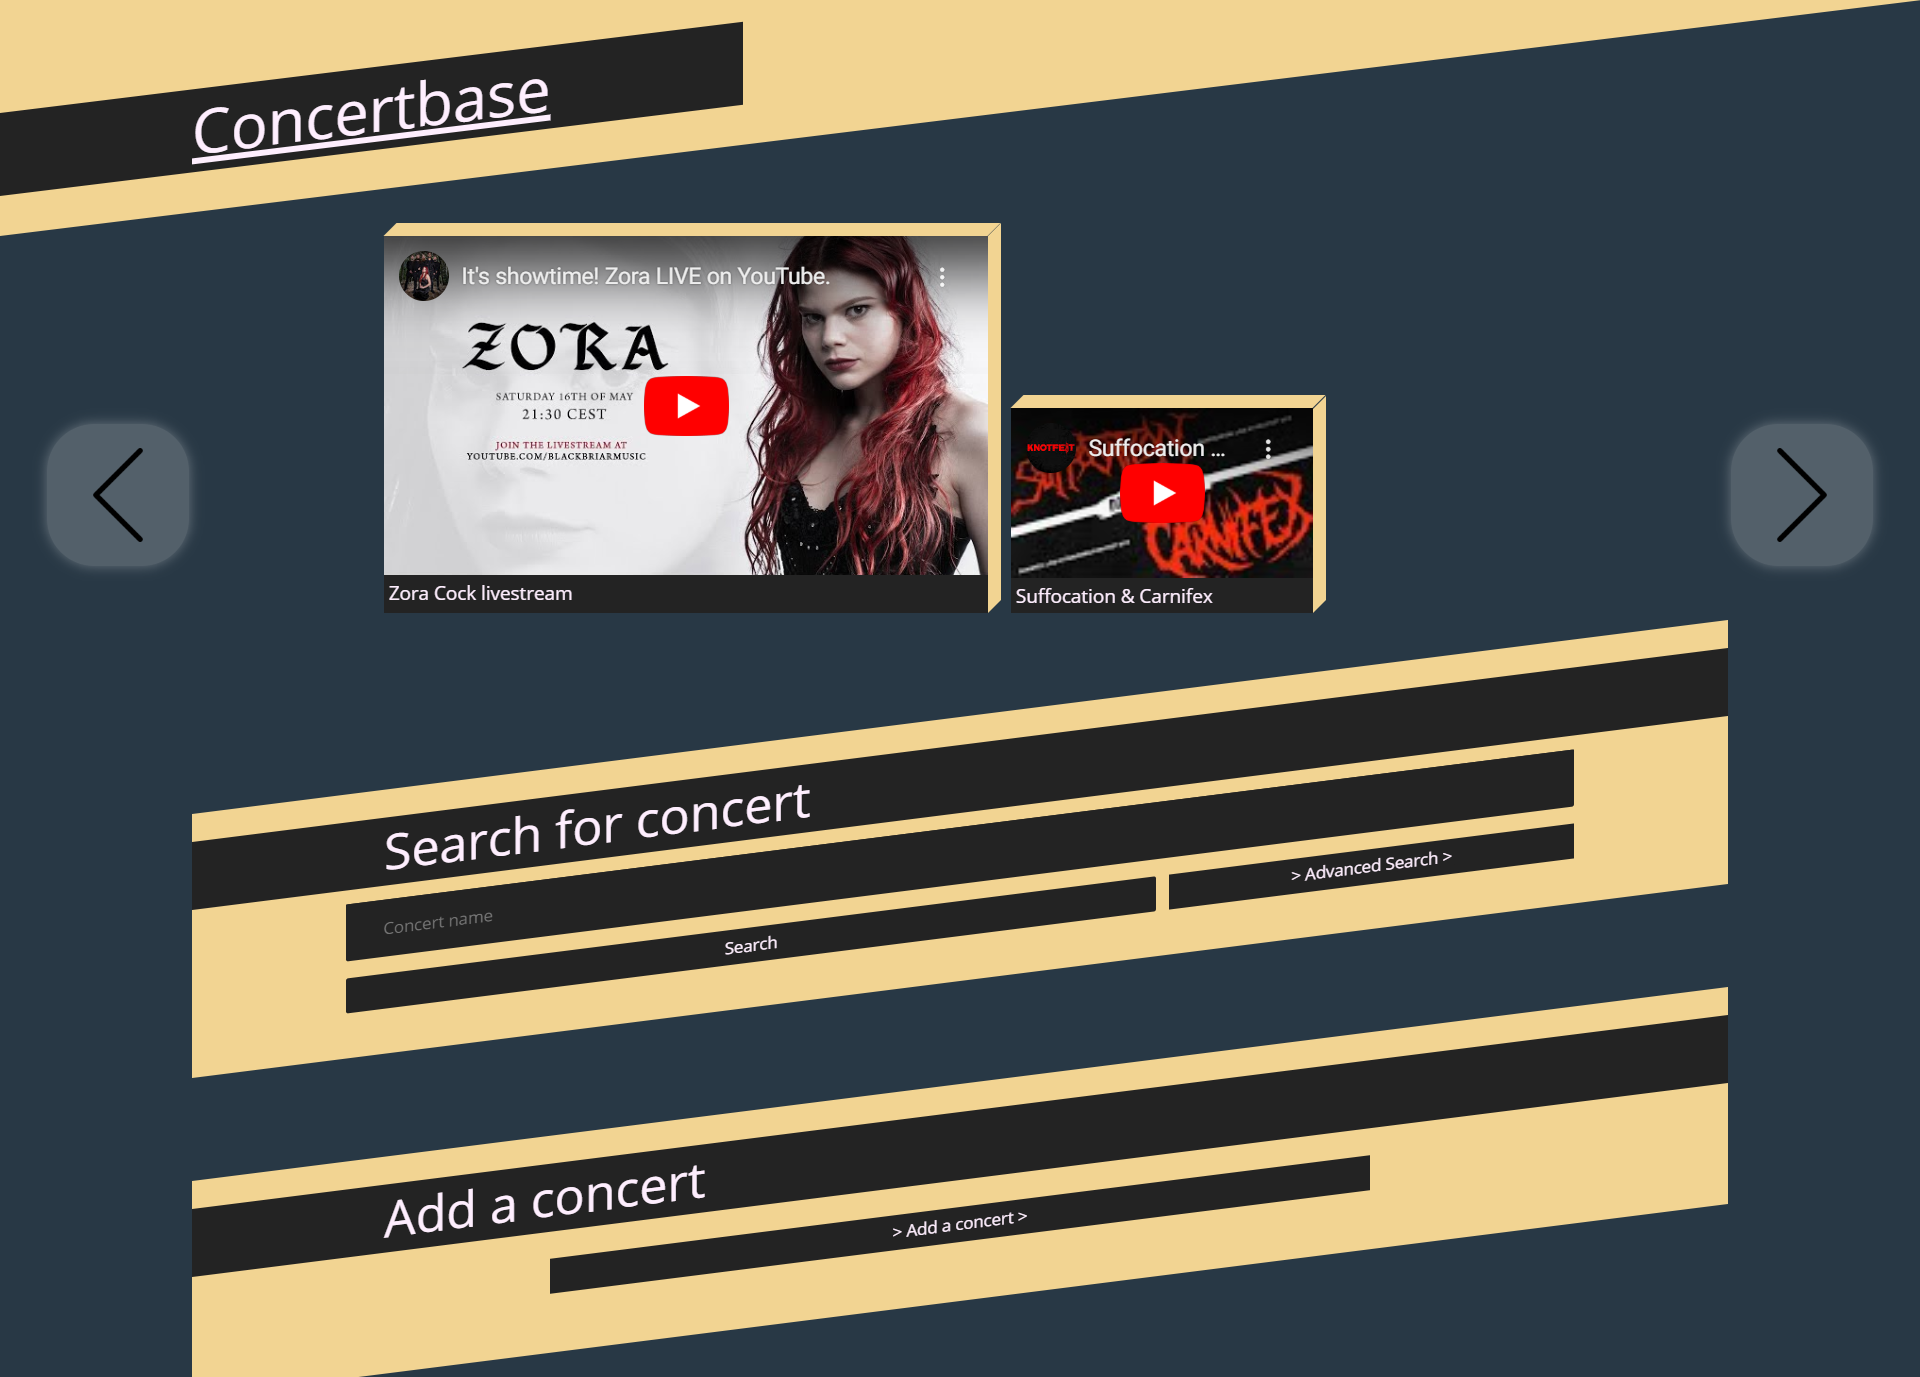 Concertbase
It's showtime! Zora LIVE on YouTube.
ZORA
SATURDAY 16TH OF MAY
21:30 CEST
JOIN THE LIVESTREAM AT
YOUTUBE.COM/BLACKBRIARMUSIC
Zora Cock livestream
KNOTFEST
Suffocation ...
SUFFOCATION
CARNIFEX
Suffocation & Carnifex
Search for concert
Concert name
Search
> Advanced Search >
Add a concert
> Add a concert >